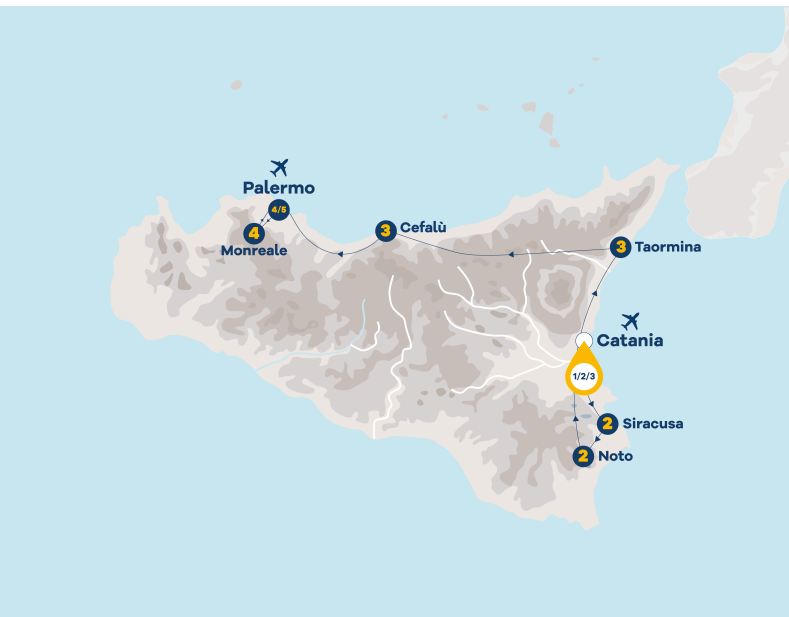 Palermo
4/5
4
Monreale
3
Cefalù
3
Taormina
Catania
1/2/3
2
Siracusa
2
Noto